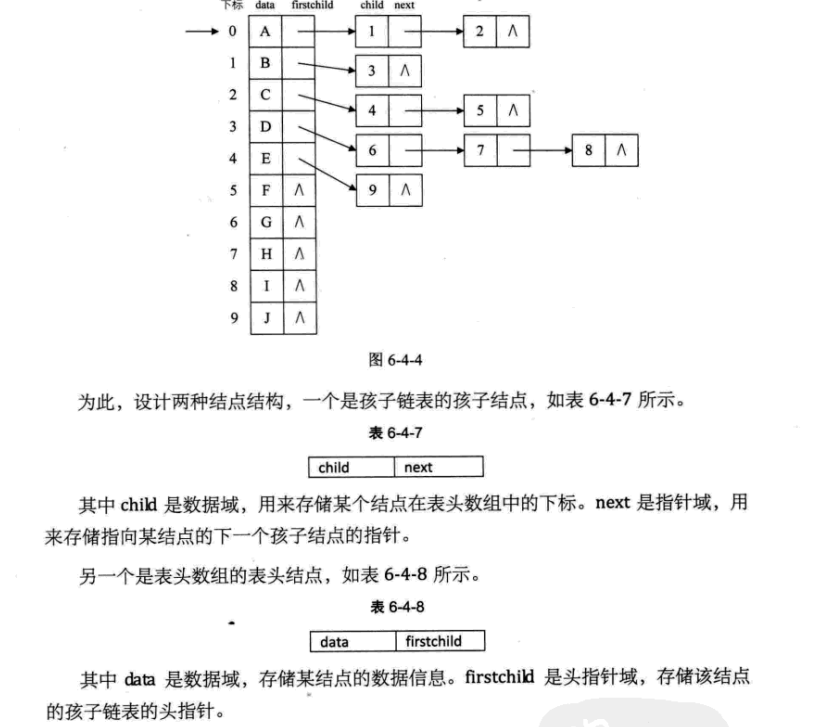 下标 data firstchild child next
0 A 1 2 Λ
1 B 3 Λ
2 C 4 5 Λ
3 D 6 7 8 Λ
4 E 9 Λ
5 F Λ
6 G Λ
7 H Λ
8 I Λ
9 J Λ
图 6-4-4
为此，设计两种结点结构，一个是孩子链表的孩子结点，如表 6-4-7 所示。
表 6-4-7
child next
其中 child 是数据域，用来存储某个结点在表头数组中的下标。next 是指针域，用
来存储指向某结点的下一个孩子结点的指针。
另一个是表头数组的表头结点，如表 6-4-8 所示。
表 6-4-8
data firstchild
其中 data 是数据域，存储某结点的数据信息。firstchild 是头指针域，存储该结点
的孩子链表的头指针。